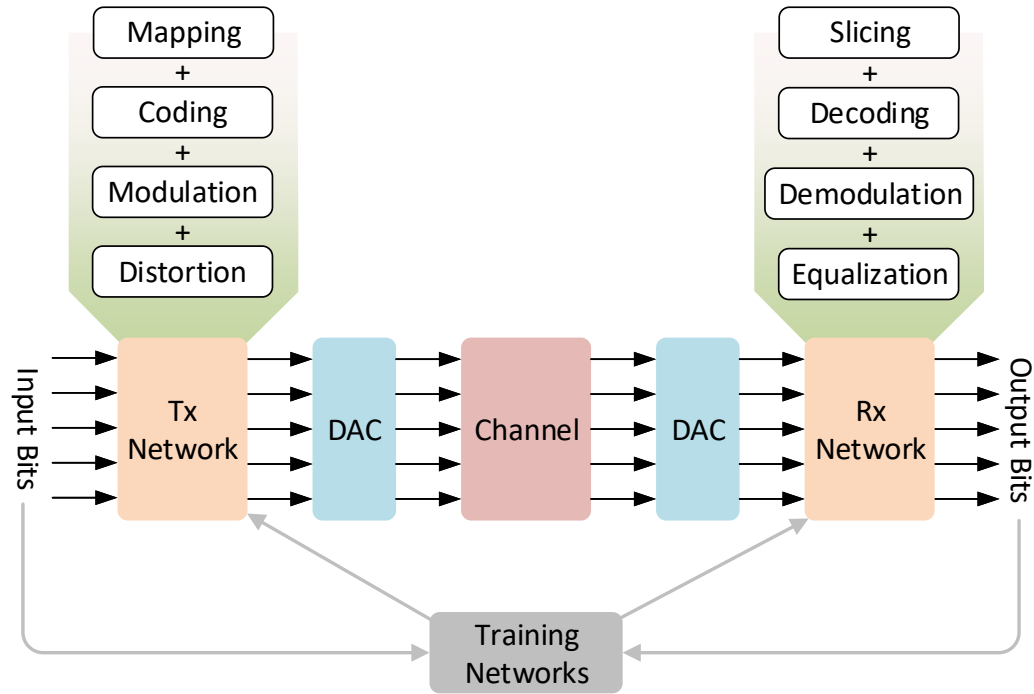 Mapping
+
Coding
+
Modulation
+
Distortion
Slicing
+
Decoding
+
Demodulation
+
Equalization
Input Bits
Tx
Network
DAC
Channel
DAC
Rx
Network
Output Bits
Training
Networks